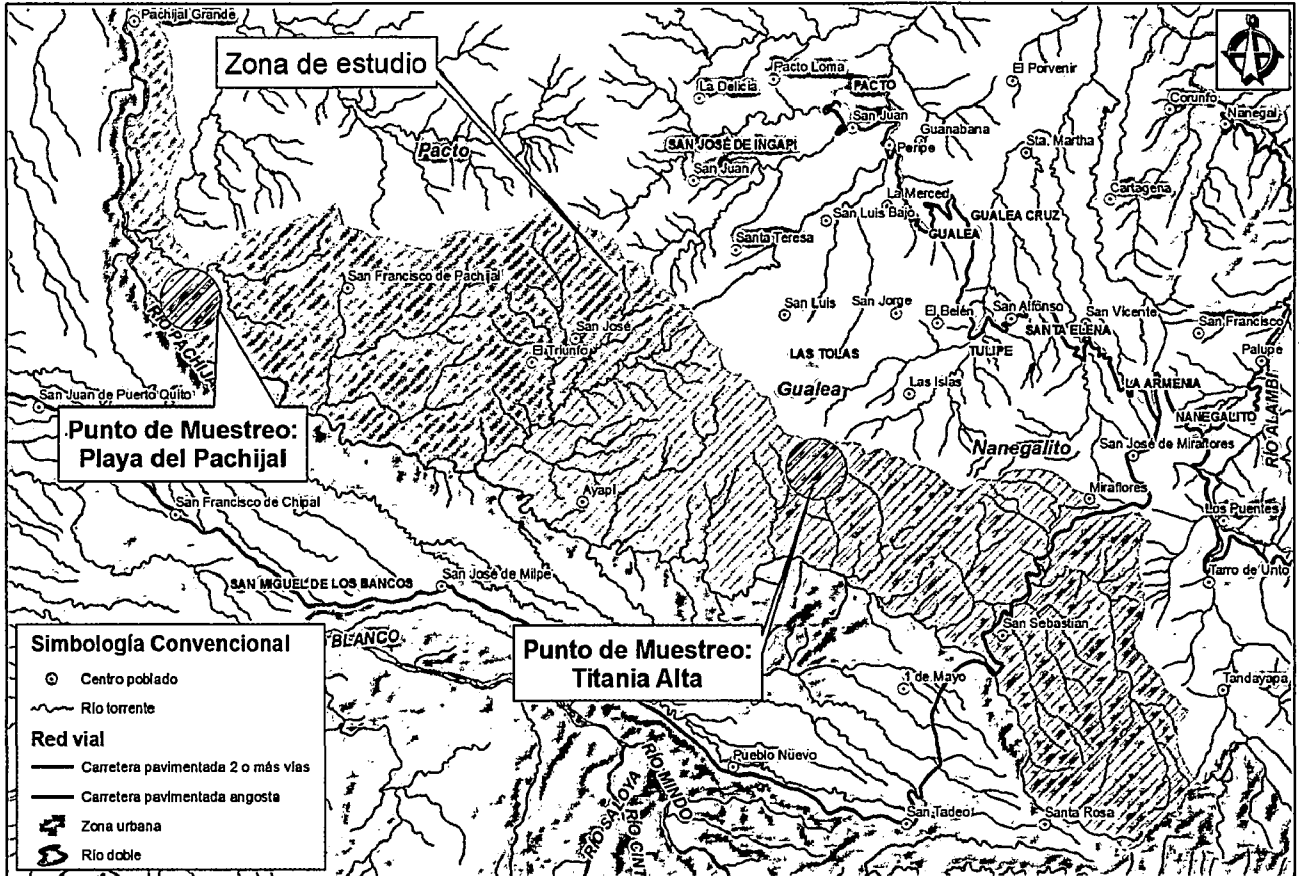 Pachijal Grande
Zona de estudio
Pacto Loma
El Porvenir
La Delicia
PACTO
Corunfo
San Juan
Nanegal
Guanabana
Pacto
SAN JOSÉ DE INGAPI
Peripe
Sta. Martha
San Juan
La Merced
Cartagena
San Luis Bajo
GUALEA CRUZ
GUALEA
Santa Teresa
San Francisco de Pachijal
San Luis
San Jorge
El Belén
San Alfonso
San Vicente
RÍO PACHIJAL
San José
SANTA ELENA
San Francisco
El Triunfo
LAS TOLAS
TULIPE
Palupe
San Juan de Puerto Quito
Gualea
Las Islas
LA ARMENIA
NANEGALITO
Punto de Muestreo:
Playa del Pachijal
Nanegalito
San José de Miraflores
RÍO ALAMBI
Ayapi
Miraflores
San Francisco de Chipal
Los Puentes
SAN MIGUEL DE LOS BANCOS
San José de Milpe
Tarro de Unto
BLANCO
San Sebastian
Punto de Muestreo:
Titania Alta
1 de Mayo
Tandayapa
Pueblo Nuevo
RÍO MINDO
RÍO SALOYA
San Tadeo
Santa Rosa
Simbología Convencional
Centro poblado
Río torrente
Red vial
Carretera pavimentada 2 o más vías
Carretera pavimentada angosta
Zona urbana
Río doble